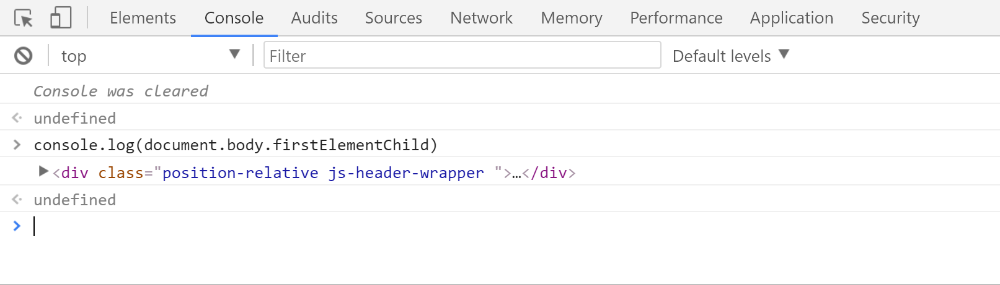 Elements Console Audits Sources Network Memory Performance Application Security
top Filter Default levels
Console was cleared
undefined
console.log(document.body.firstElementChild)
<div class="position-relative js-header-wrapper ">…</div>
undefined